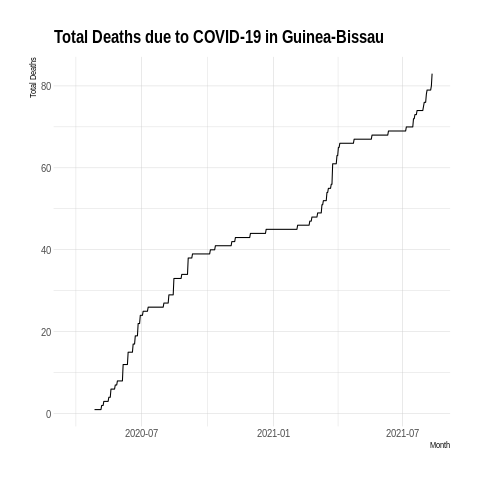 Total Deaths due to COVID-19 in Guinea-Bissau
Total Deaths
80
60
40
20
0
2020-07
2021-01
2021-07
Month